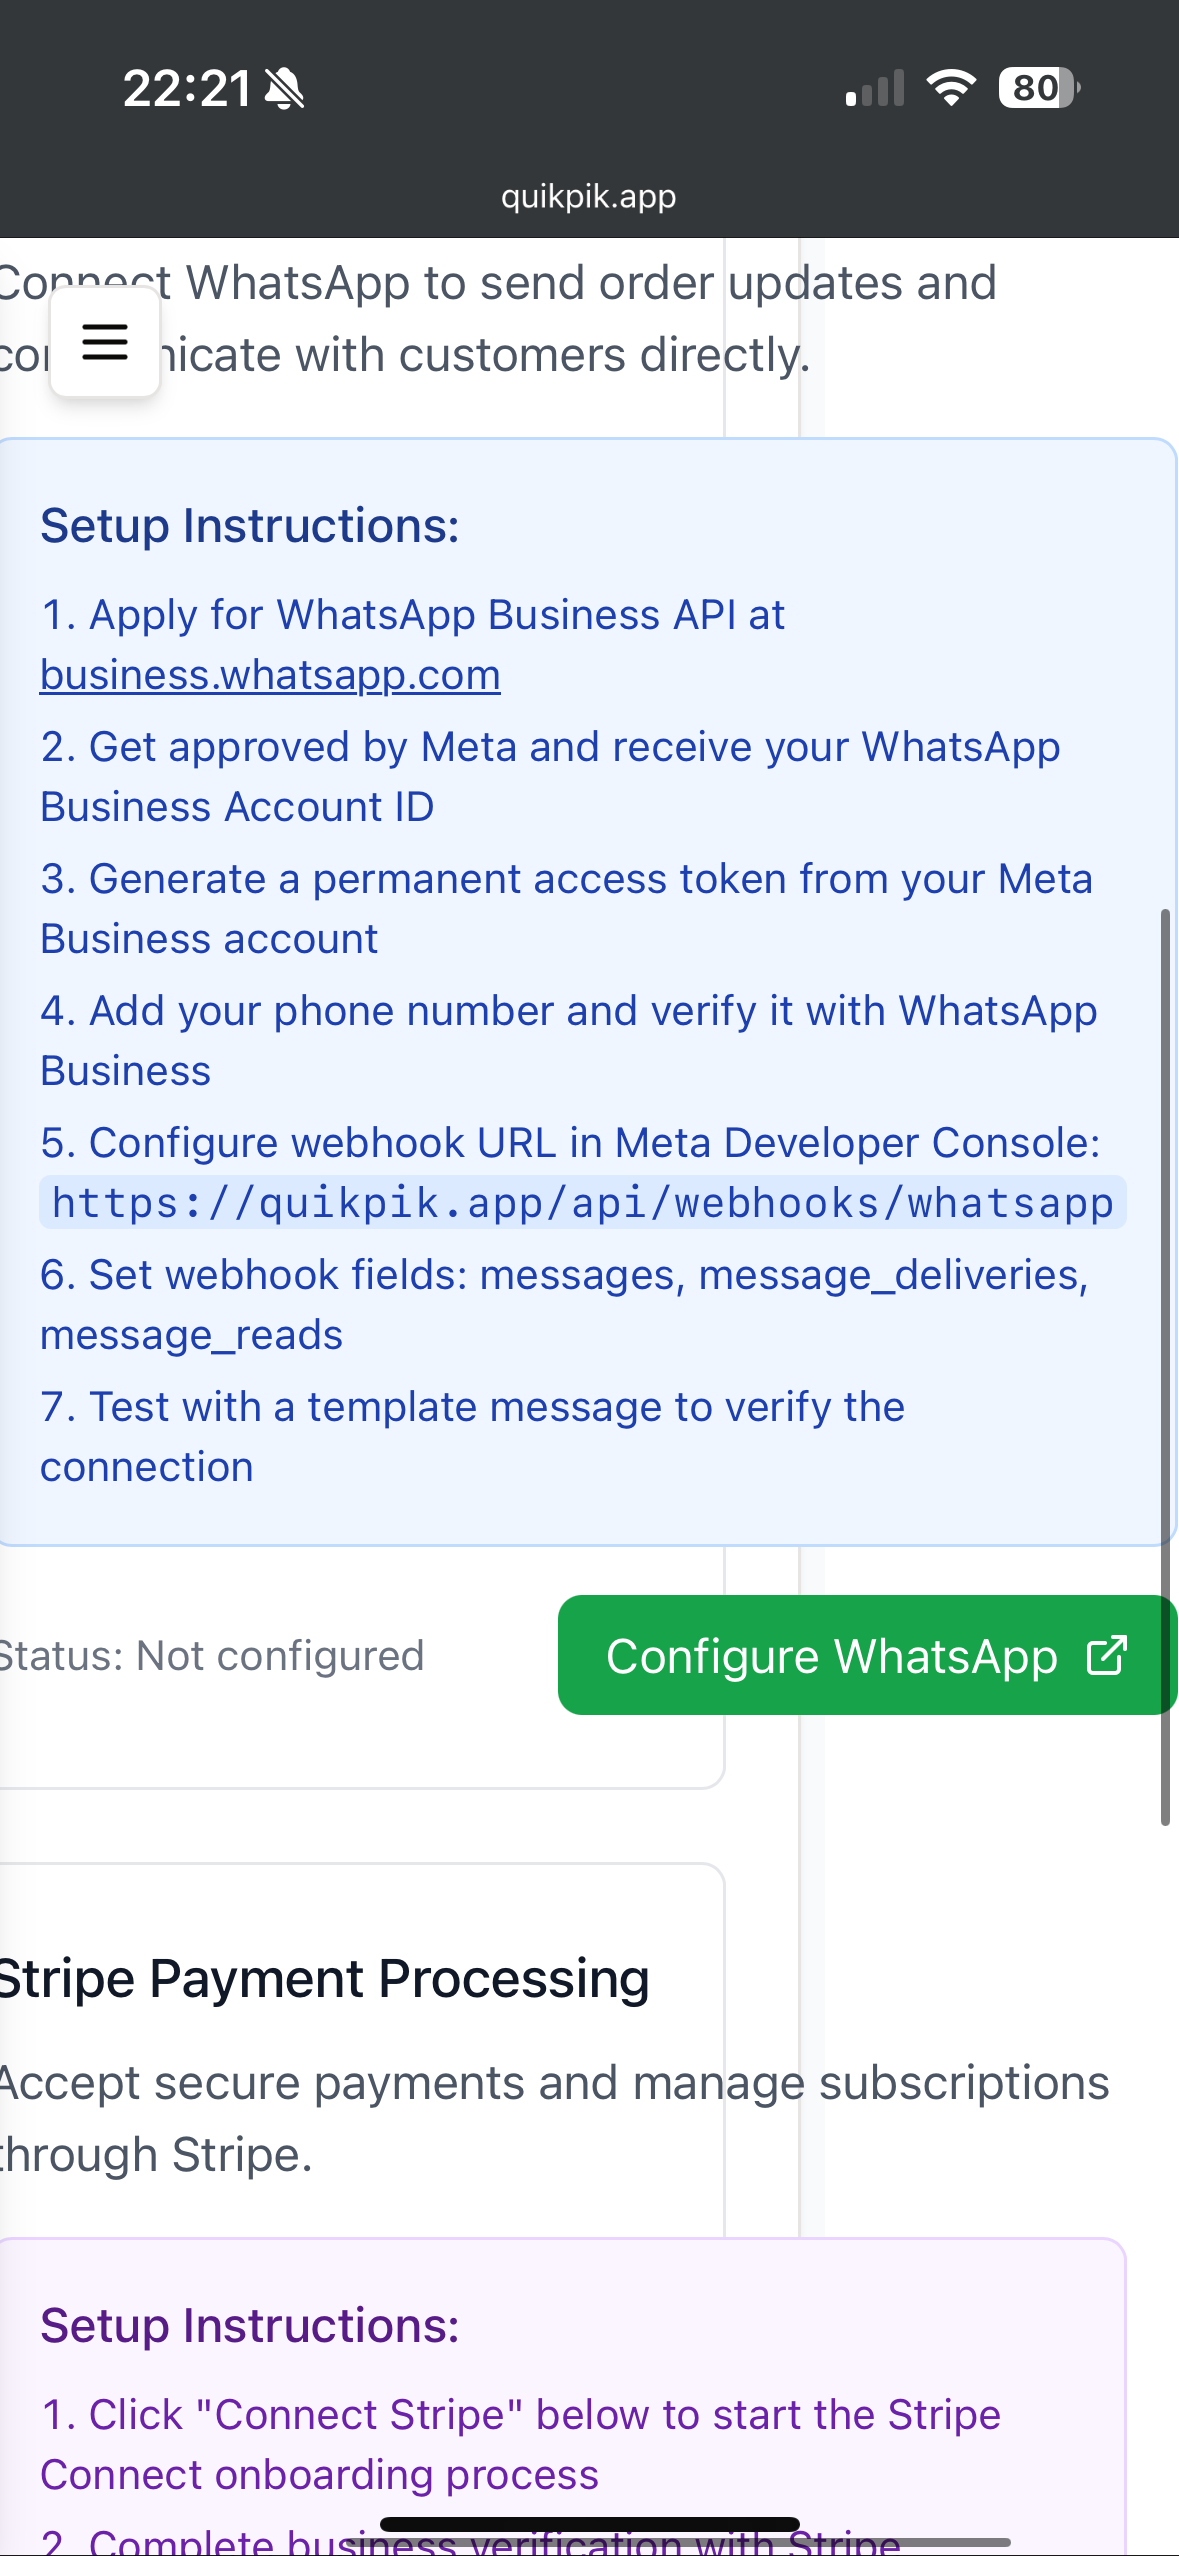 22:21
80
quikpik.app
Connect WhatsApp to send order updates and
with customers directly.
Setup Instructions:
1. Apply for WhatsApp Business API at
business.whatsapp.com
2. Get approved by Meta and receive your WhatsApp
Business Account ID
3. Generate a permanent access token from your Meta
Business account
4. Add your phone number and verify it with WhatsApp
Business
5. Configure webhook URL in Meta Developer Console:
https://quikpik.app/api/webhooks/whatsapp
6. Set webhook fields: messages, message_deliveries,
message_reads
7. Test with a template message to verify the
connection
Status: Not configured
Configure WhatsApp
Stripe Payment Processing
Accept secure payments and manage subscriptions
through Stripe.
Setup Instructions:
1. Click "Connect Stripe" below to start the Stripe
Connect onboarding process
2. Complete business verification with Stripe